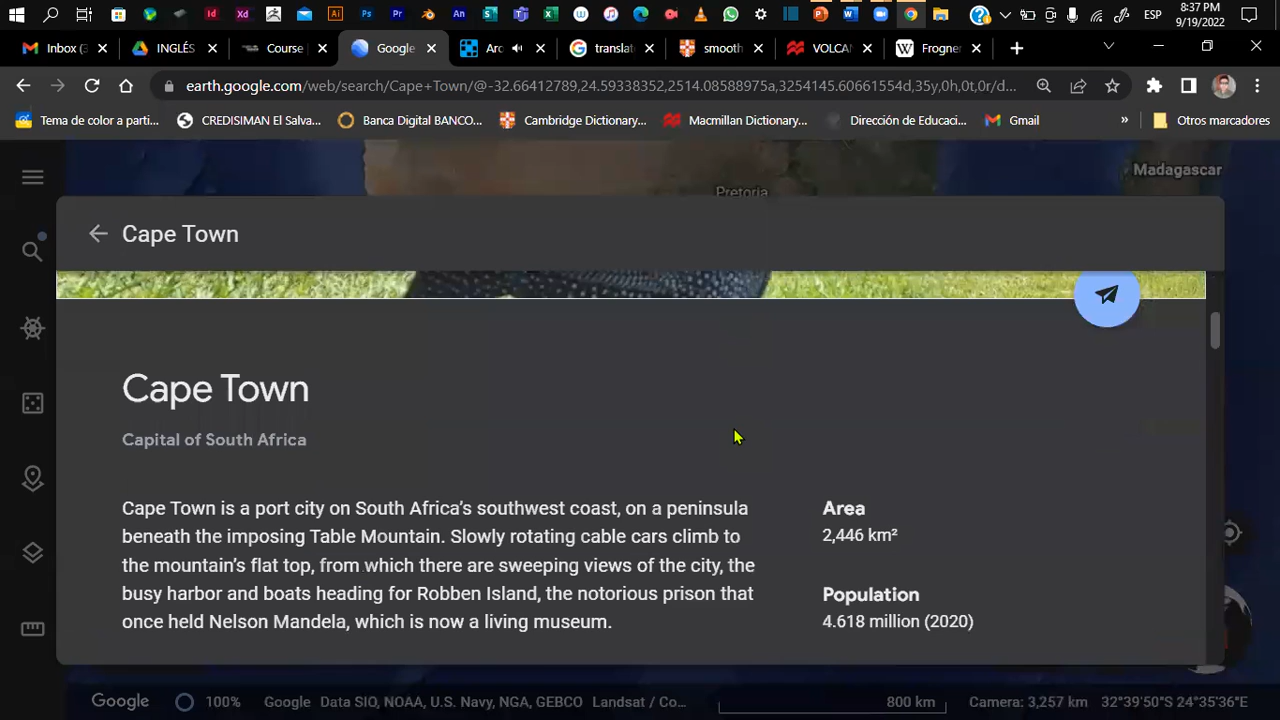 8:37 PM
ESP
9/19/2022
Inbox (3
INGLÉS
Course
Google
Arc
translat
smooth
VOLCAN
Frogner
earth.google.com/web/search/Cape+Town/@-32.66412789,24.59338352,2514.08588975a,3254145.60661554d,35y,0h,0t,0r/d...
Tema de color a parti...
CREDISIMAN El Salva...
Banca Digital BANCO...
Cambridge Dictionary...
Macmillan Dictionary...
Dirección de Educaci...
Gmail
»
Otros marcadores
Madagascar
Pretoria
Cape Town
Cape Town
Capital of South Africa
Cape Town is a port city on South Africa's southwest coast, on a peninsula
beneath the imposing Table Mountain. Slowly rotating cable cars climb to
the mountain's flat top, from which there are sweeping views of the city, the
busy harbor and boats heading for Robben Island, the notorious prison that
once held Nelson Mandela, which is now a living museum.
Area
2,446 km²
Population
4.618 million (2020)
Google
100%
Google
Data SIO, NOAA, U.S. Navy, NGA, GEBCO
Landsat / Co...
800 km
Camera: 3,257 km
32°39'50"S 24°35'36"E